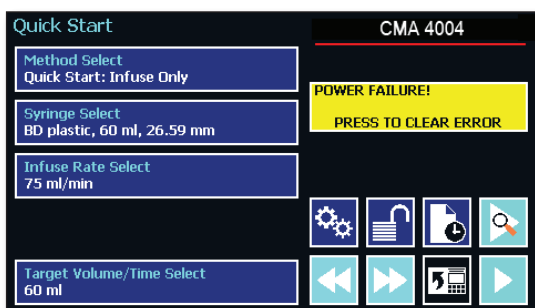 Quick Start
CMA 4004
Method Select
Quick Start: Infuse Only
POWER FAILURE!
PRESS TO CLEAR ERROR
Syringe Select
BD plastic, 60 ml, 26.59 mm
Infuse Rate Select
75 ml/min
Target Volume/Time Select
60 ml